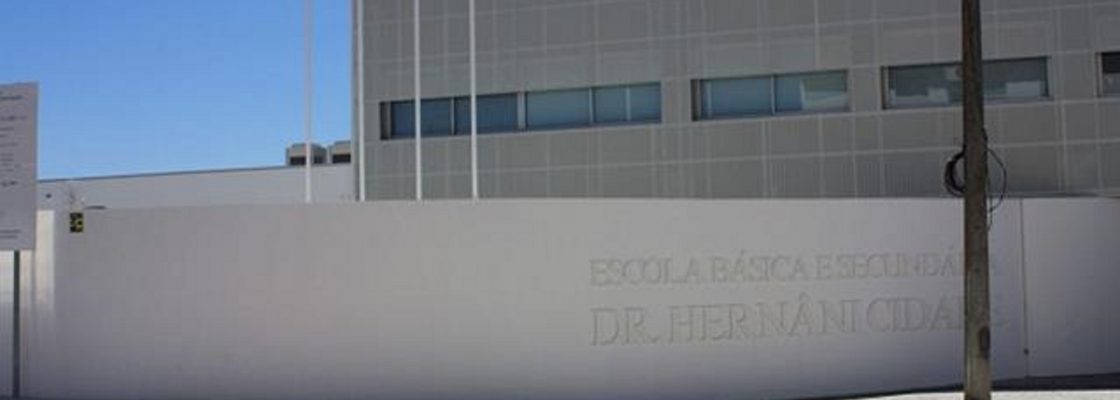 ESCOLA BÁSICA E SECUNDÁRIA
DR. HERNÂNI CIDADE